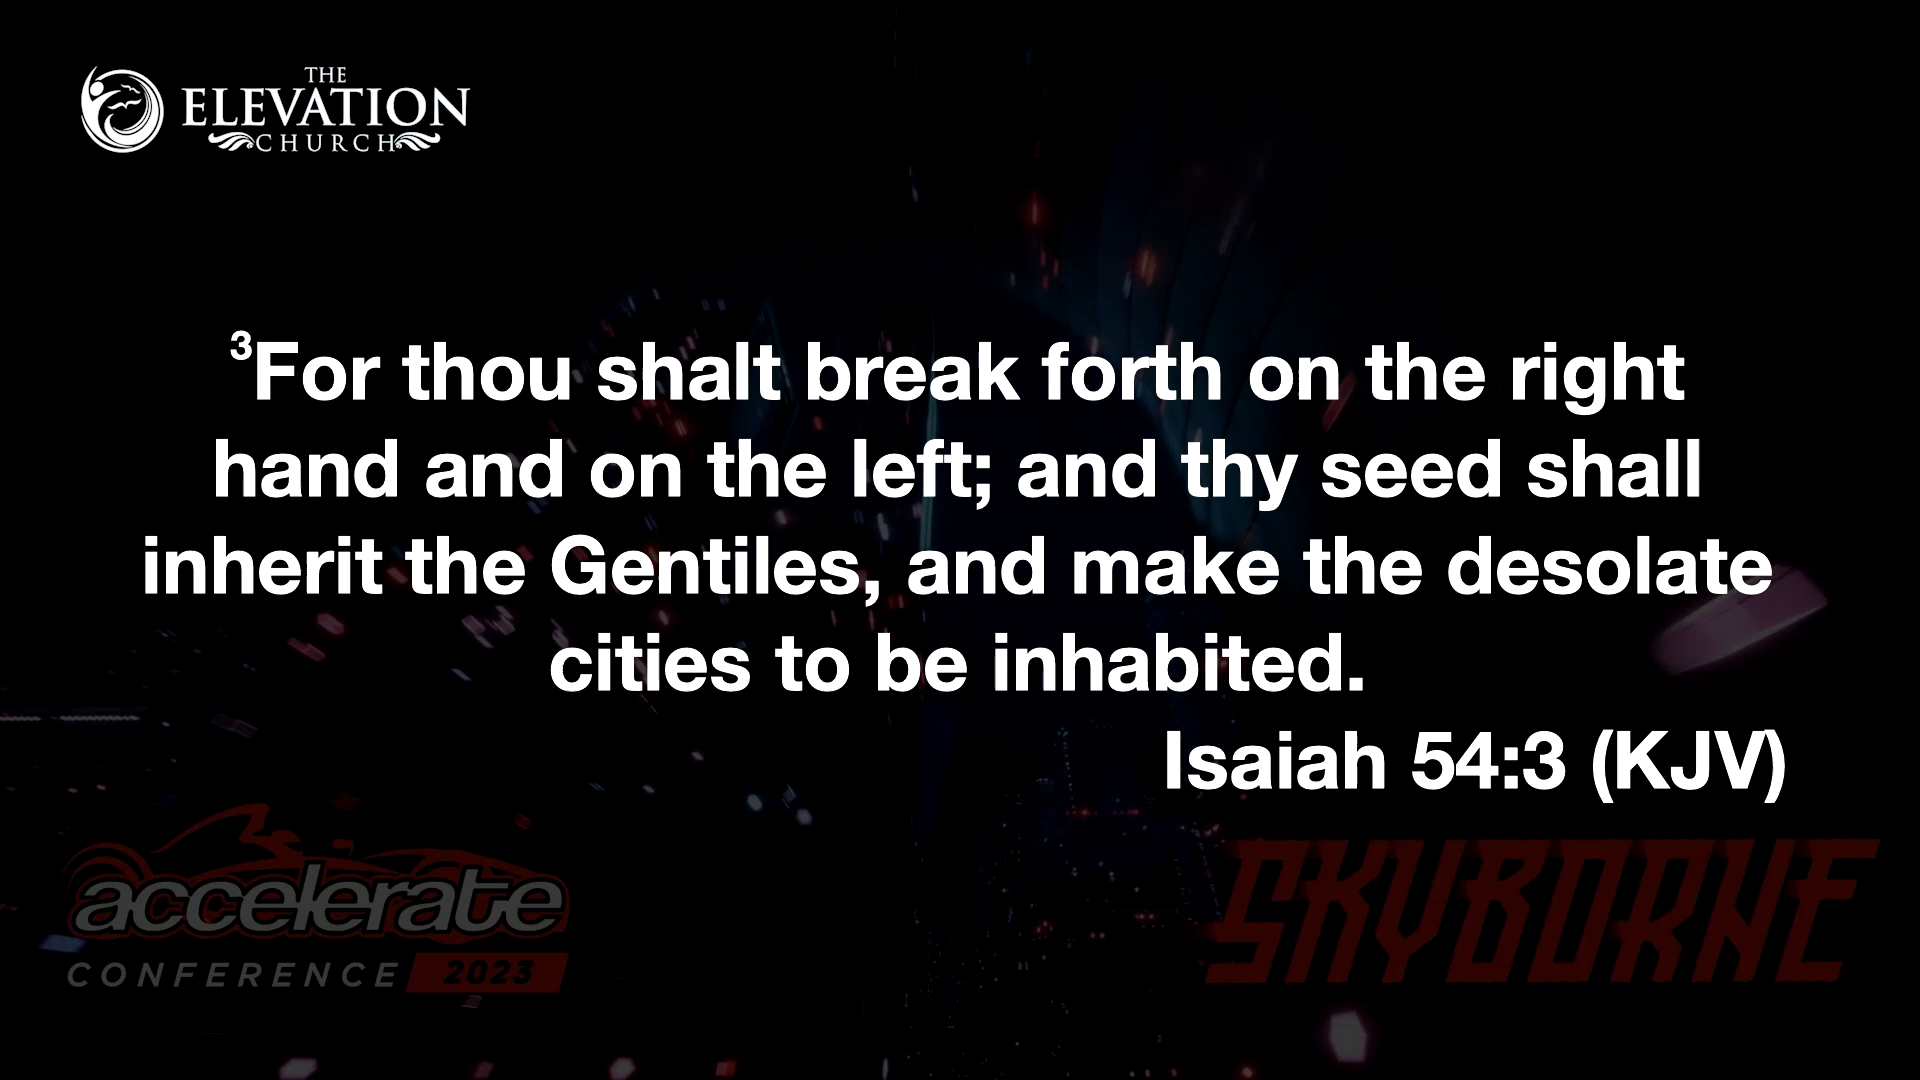 THE
ELEVATION
CHURCH
³For thou shalt break forth on the right
hand and on the left; and thy seed shall
inherit the Gentiles, and make the desolate
cities to be inhabited.
Isaiah 54:3 (KJV)
accelerate
CONFERENCE 2023
SKYBORNE